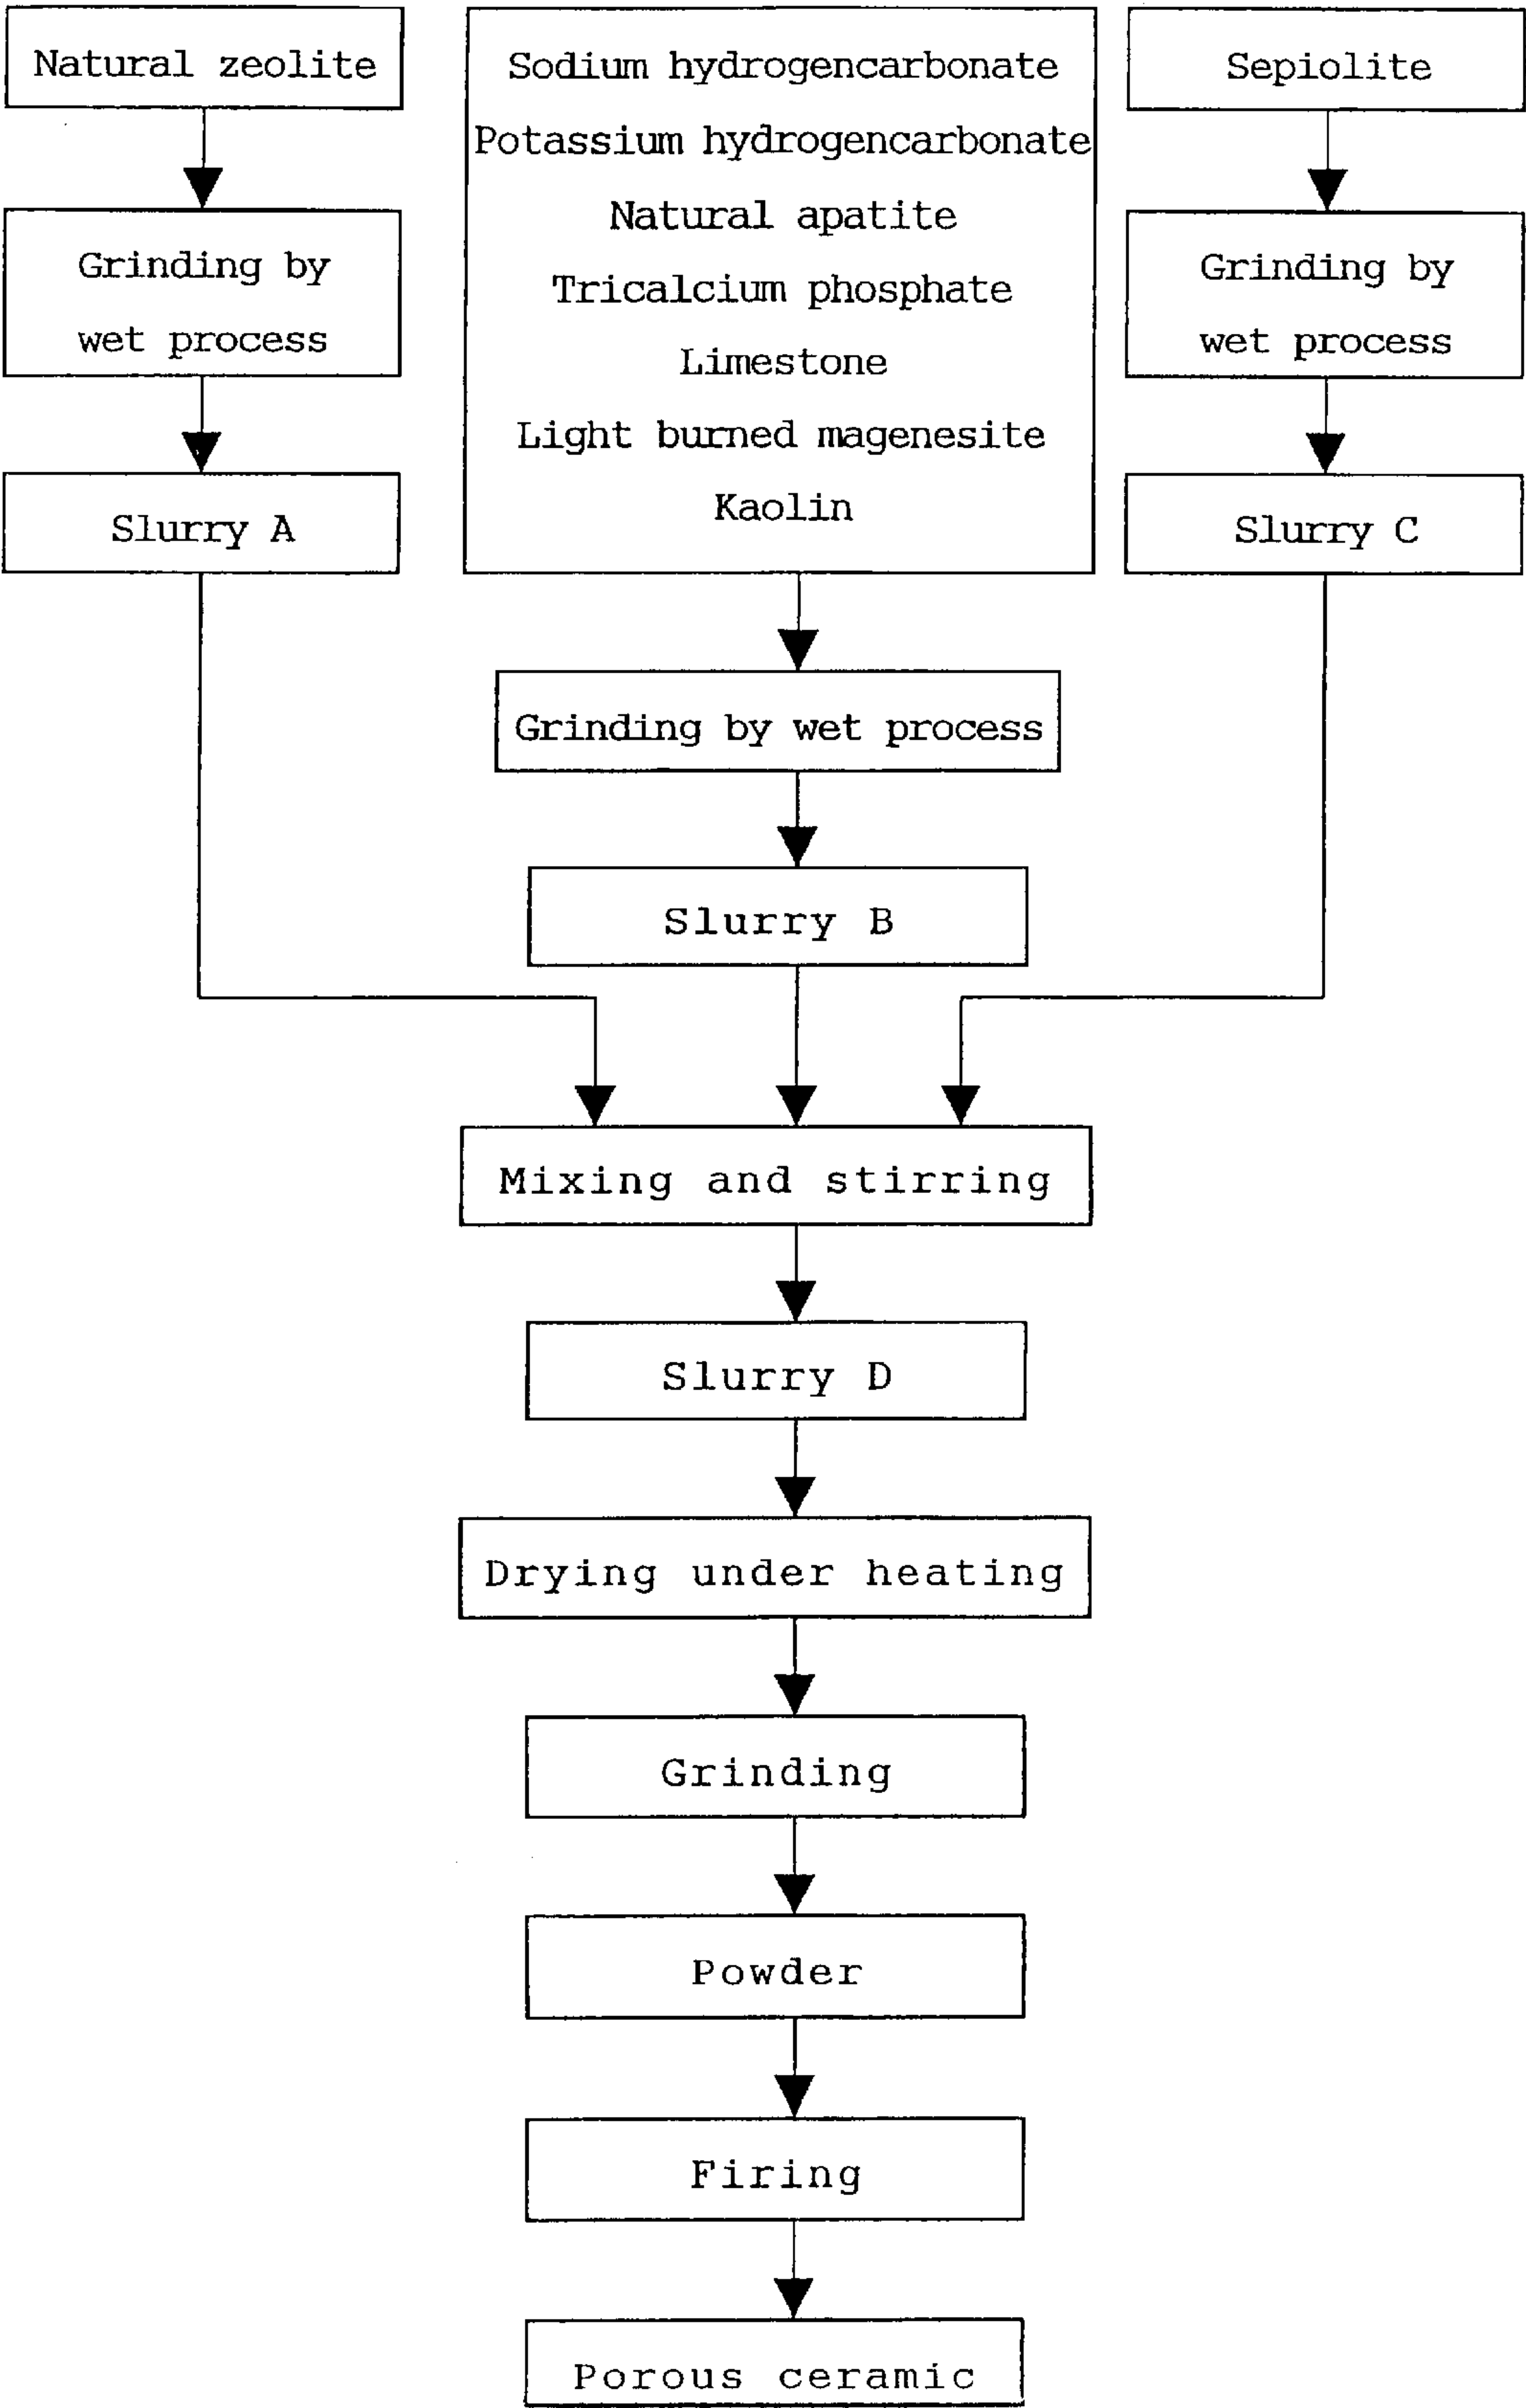 Natural zeolite
Grinding by
wet process
Slurry A
Sodium hydrogencarbonate
Potassium hydrogencarbonate
Natural apatite
Tricalcium phosphate
Limestone
Light burned magenesite
Kaolin
Grinding by wet process
Slurry B
Sepiolite
Grinding by
wet process
Slurry C
Mixing and stirring
Slurry D
Drying under heating
Grinding
Powder
Firing
Porous ceramic